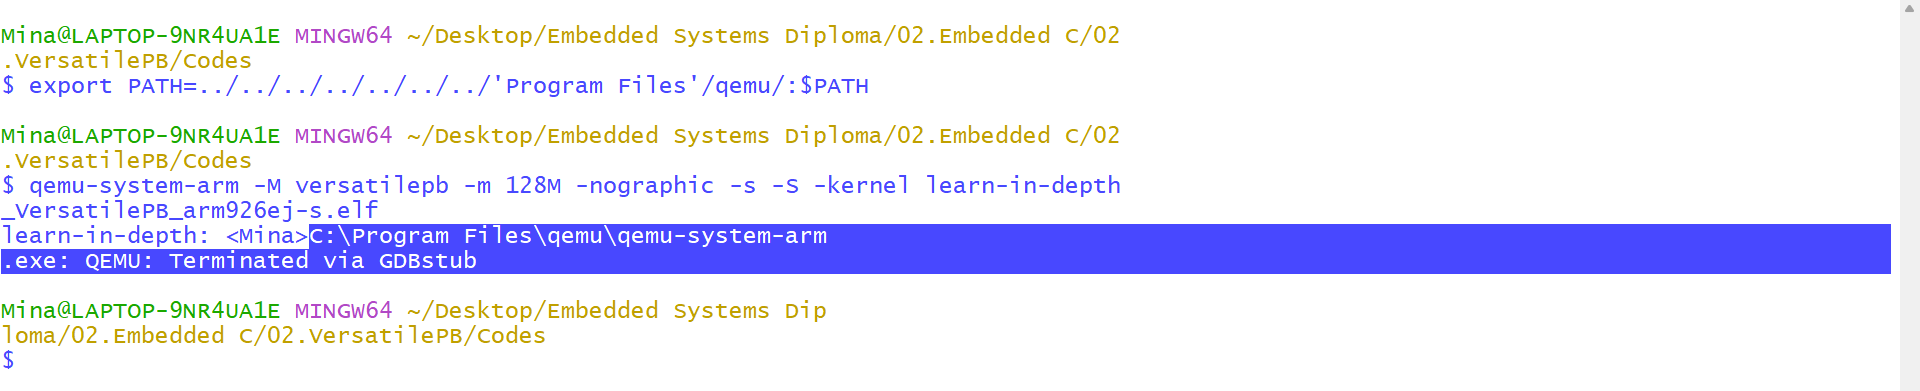 Mina@LAPTOP-9NR4UA1E MINGW64 ~/Desktop/Embedded Systems Diploma/02.Embedded C/02
.VersatilePB/Codes
$ export PATH=../../../../../../../'Program Files'/qemu/:$PATH
Mina@LAPTOP-9NR4UA1E MINGW64 ~/Desktop/Embedded Systems Diploma/02.Embedded C/02
.VersatilePB/Codes
$ qemu-system-arm -M versatilepb -m 128M -nographic -s -S -kernel learn-in-depth
_VersatilePB_arm926ej-s.elf
learn-in-depth: <Mina>C:\Program Files\qemu\qemu-system-arm
.exe: QEMU: Terminated via GDBstub
Mina@LAPTOP-9NR4UA1E MINGW64 ~/Desktop/Embedded Systems Dip
loma/02.Embedded C/02.VersatilePB/Codes
$